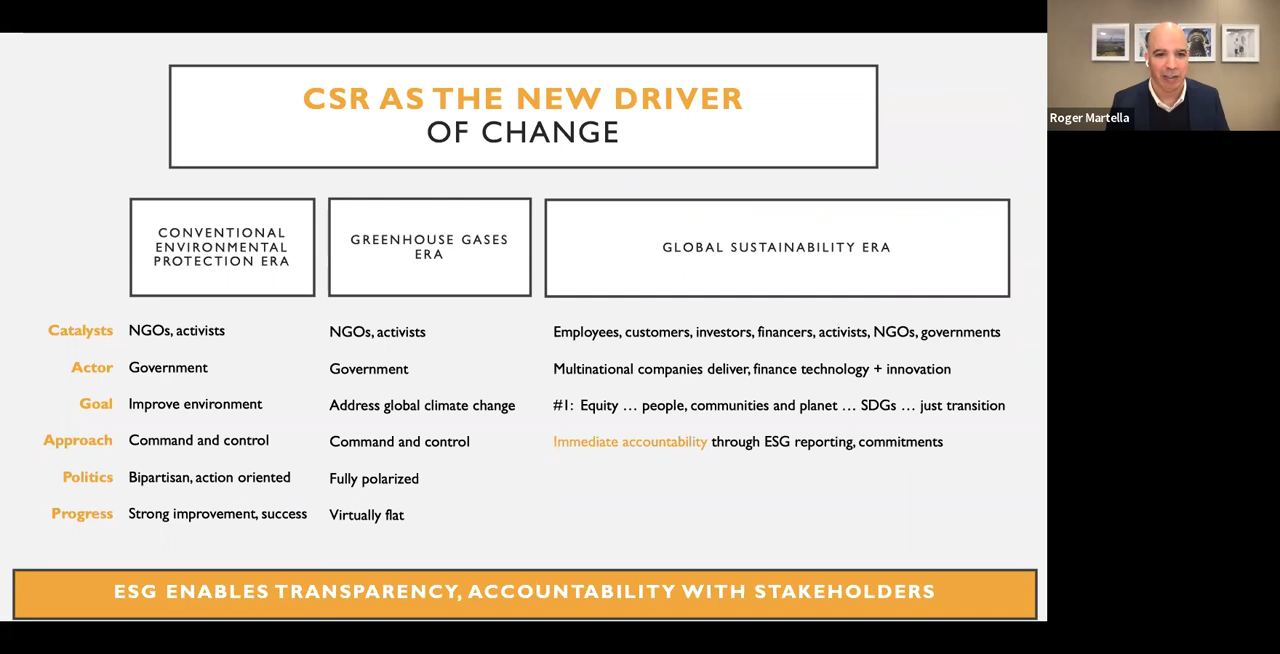 CSR AS THE NEW DRIVER
OF CHANGE
CONVENTIONAL
ENVIRONMENTAL
PROTECTION ERA
GREENHOUSE GASES
ERA
GLOBAL SUSTAINABILITY ERA
Catalysts NGOs, activists NGOs, activists Employees, customers, investors, financers, activists, NGOs, governments
Actor Government Government Multinational companies deliver, finance technology + innovation
Goal Improve environment Address global climate change #1: Equity … people, communities and planet … SDGs … just transition
Approach Command and control Command and control Immediate accountability through ESG reporting, commitments
Politics Bipartisan, action oriented Fully polarized
Progress Strong improvement, success Virtually flat
ESG ENABLES TRANSPARENCY, ACCOUNTABILITY WITH STAKEHOLDERS
Roger Martella